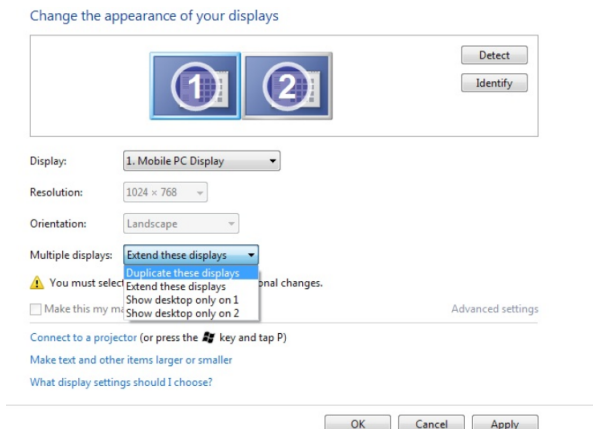 Change the appearance of your displays
1
2
Detect
Identify
Display:
1. Mobile PC Display
Resolution:
1024 × 768
Orientation:
Landscape
Multiple displays:
Extend these displays
Duplicate these displays
Extend these displays
Show desktop only on 1
Show desktop only on 2
You must onal changes.
Make this my
Advanced settings
Connect to a projector (or press the key and tap P)
Make text and other items larger or smaller
What display settings should I choose?
OK
Cancel
Apply